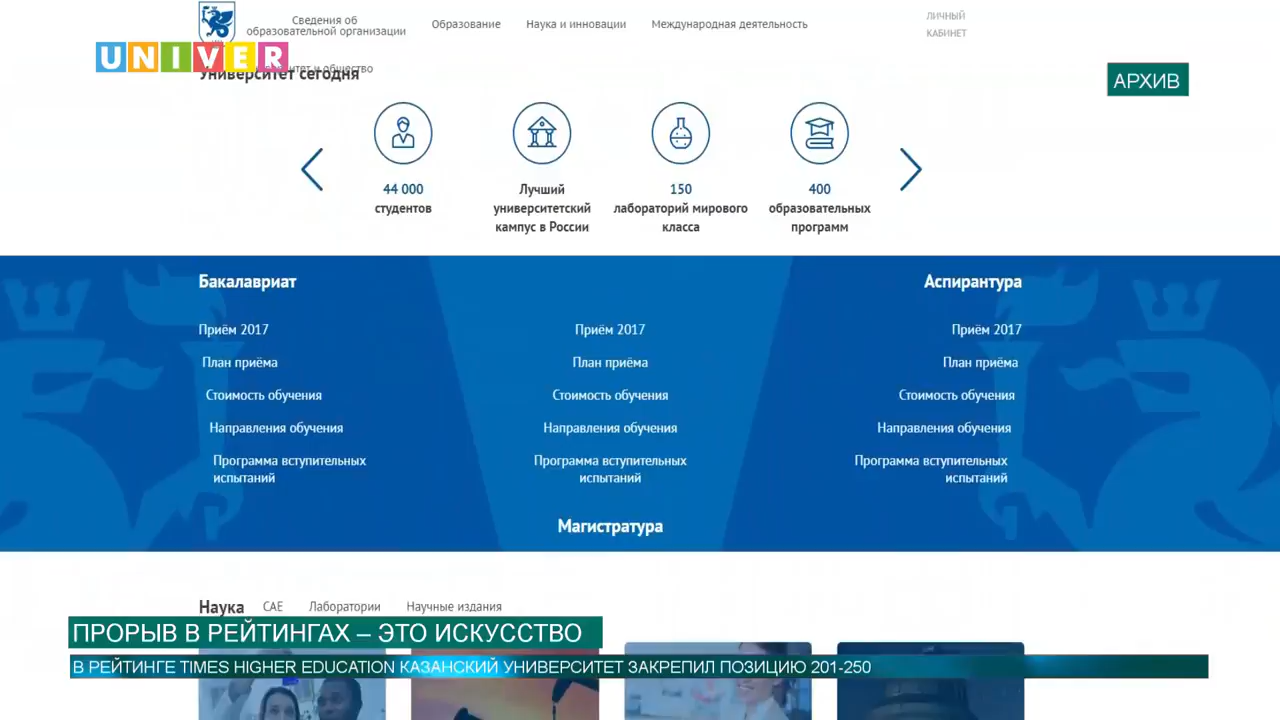 Сведения об
образовательной организации
Образование
Наука и инновации
Международная деятельность
ЛИЧНЫЙ
КАБИНЕТ
UNIVER
и общество
Университет сегодня
АРХИВ
44 000
студентов
Лучший
университетский
кампус в России
150
лабораторий мирового
класса
400
образовательных
программ
Бакалавриат
Приём 2017
План приёма
Стоимость обучения
Направления обучения
Программа вступительных
испытаний
Приём 2017
План приёма
Стоимость обучения
Направления обучения
Программа вступительных
испытаний
Магистратура
Аспирантура
Приём 2017
План приёма
Стоимость обучения
Направления обучения
Программа вступительных
испытаний
Наука
САЕ
Лаборатории
Научные издания
ПРОРЫВ В РЕЙТИНГАХ – ЭТО ИСКУССТВО
В РЕЙТИНГЕ TIMES HIGHER EDUCATION КАЗАНСКИЙ УНИВЕРСИТЕТ ЗАКРЕПИЛ ПОЗИЦИЮ 201-250